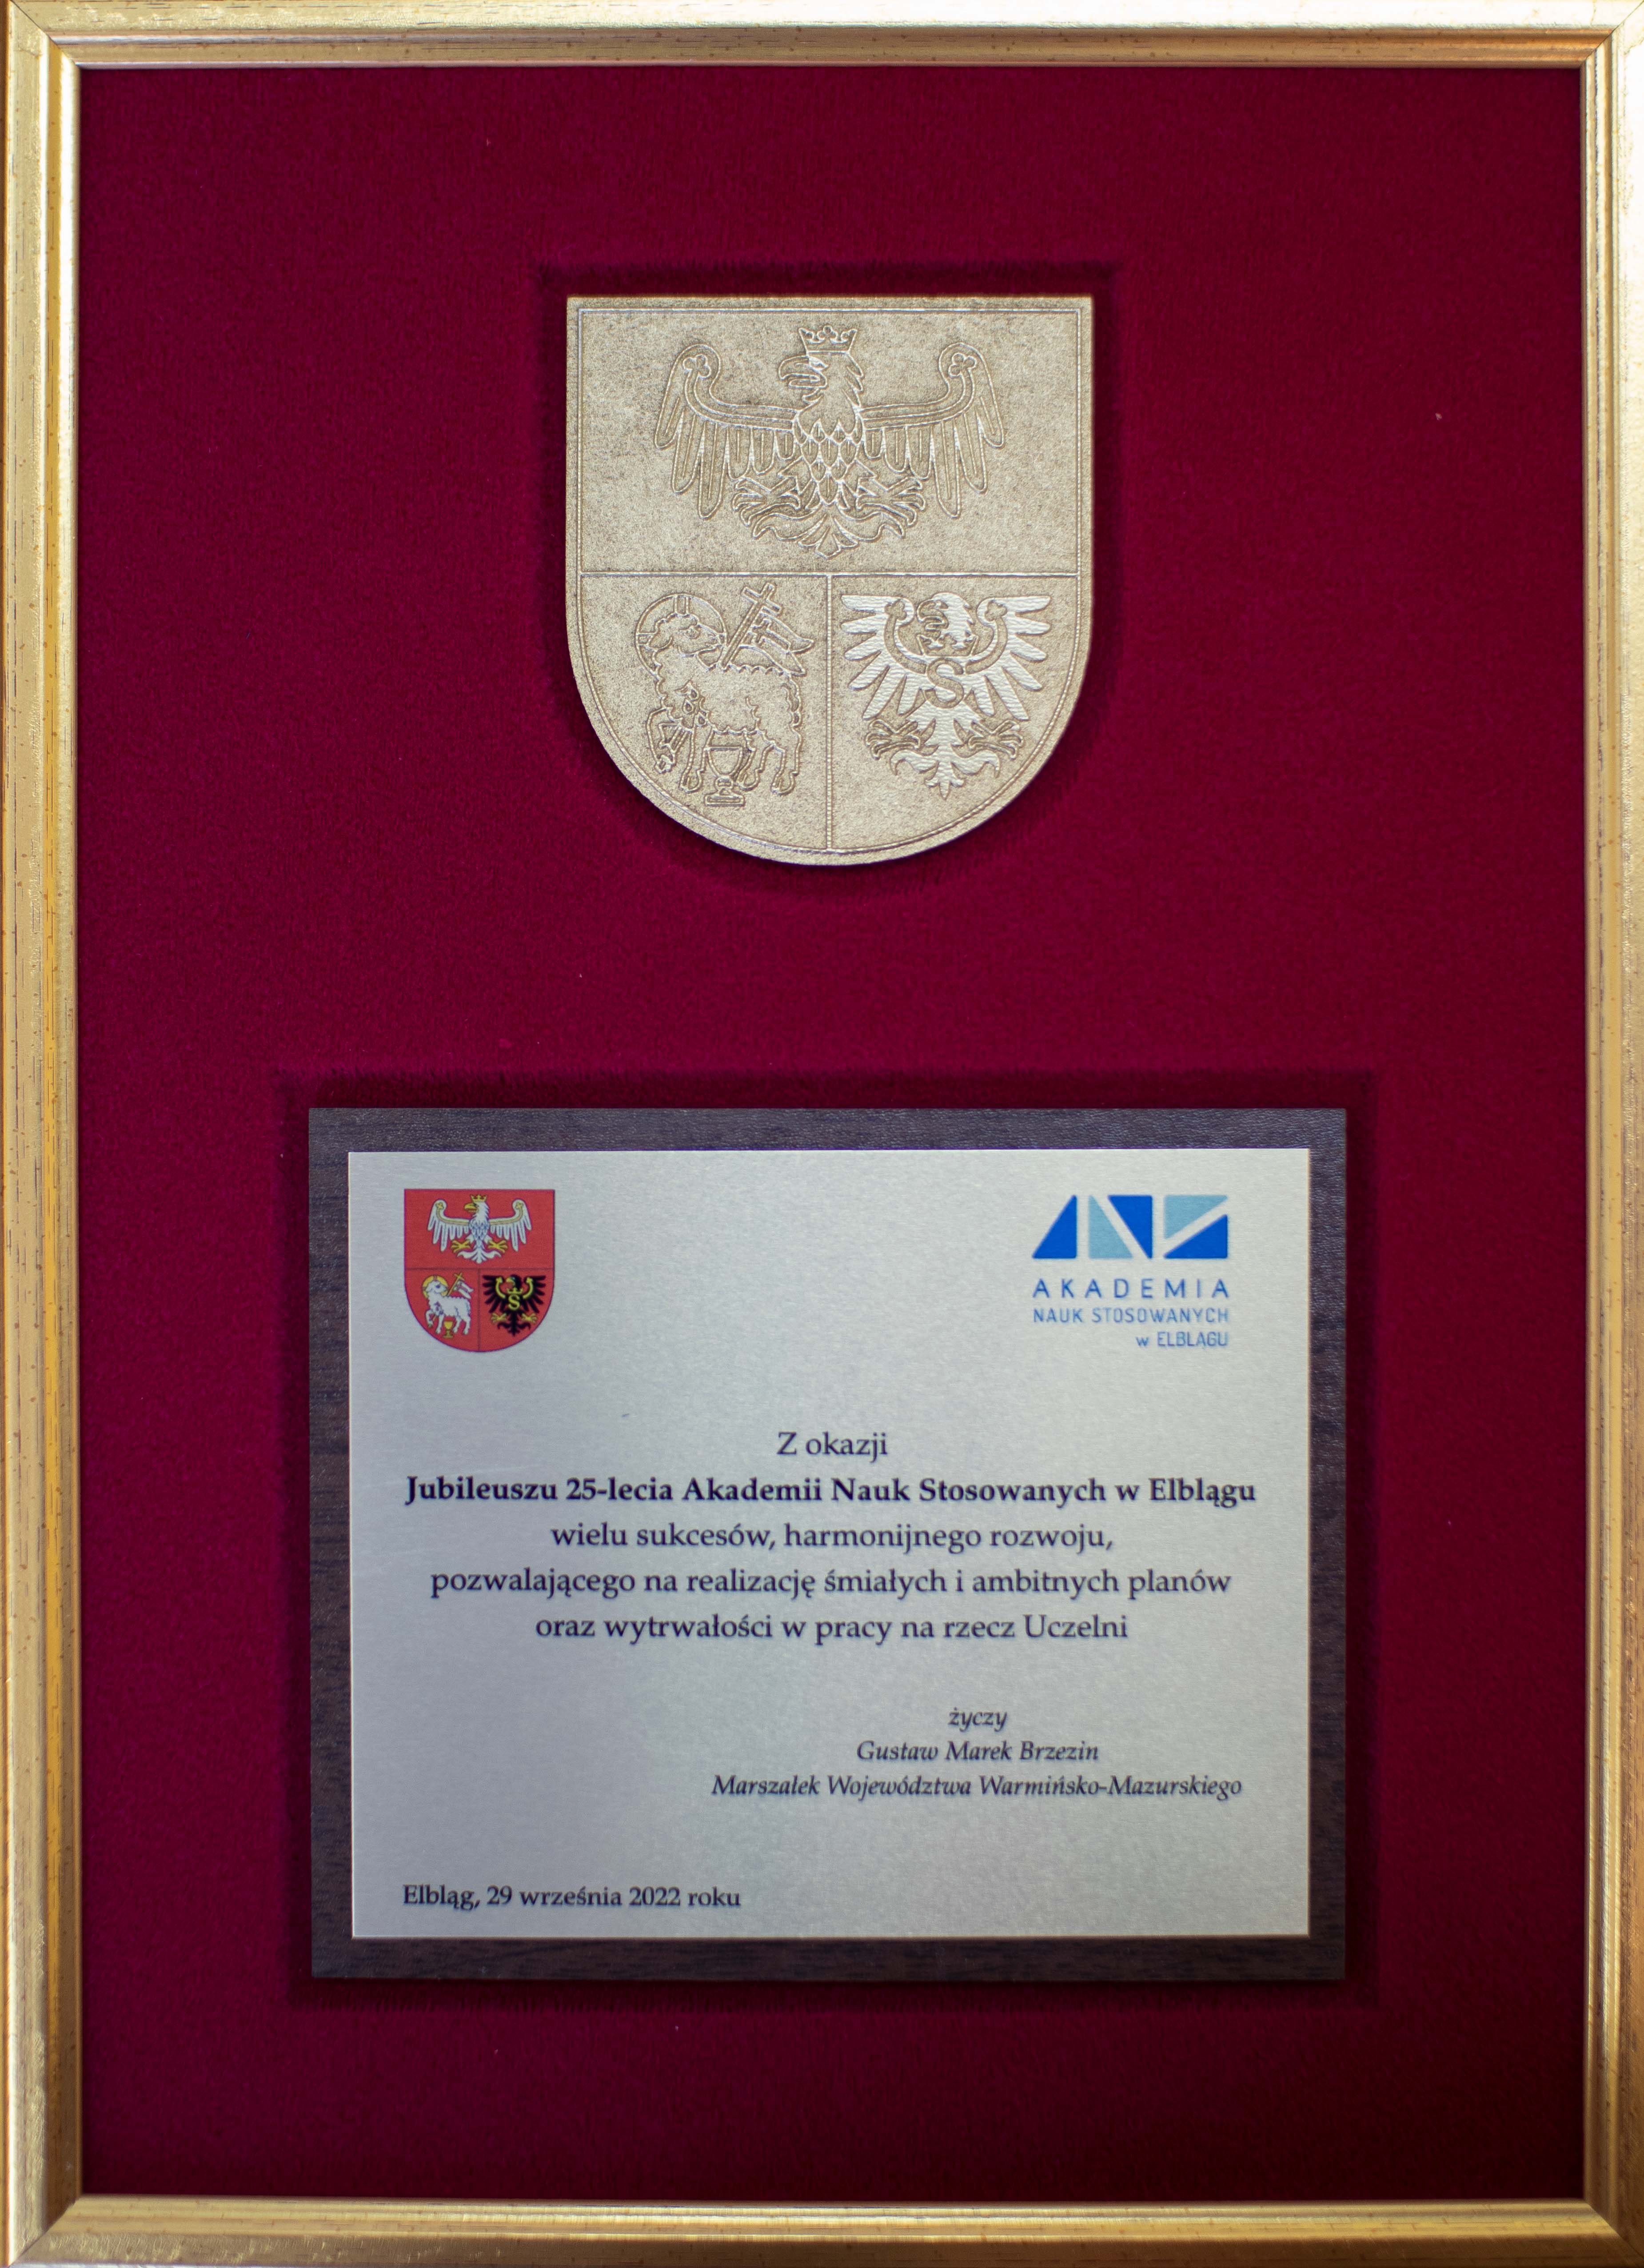 AKADEMIA
NAUK STOSOWANYCH
w ELBLĄGU
Z okazji
Jubileuszu 25-lecia Akademii Nauk Stosowanych w Elblągu
wielu sukcesów, harmonijnego rozwoju,
pozwalającego na realizację śmiałych i ambitnych planów
oraz wytrwałości w pracy na rzecz Uczelni
życzy
Gustaw Marek Brzezin
Marszałek Województwa Warmińsko-Mazurskiego
Elbląg, 29 września 2022 roku